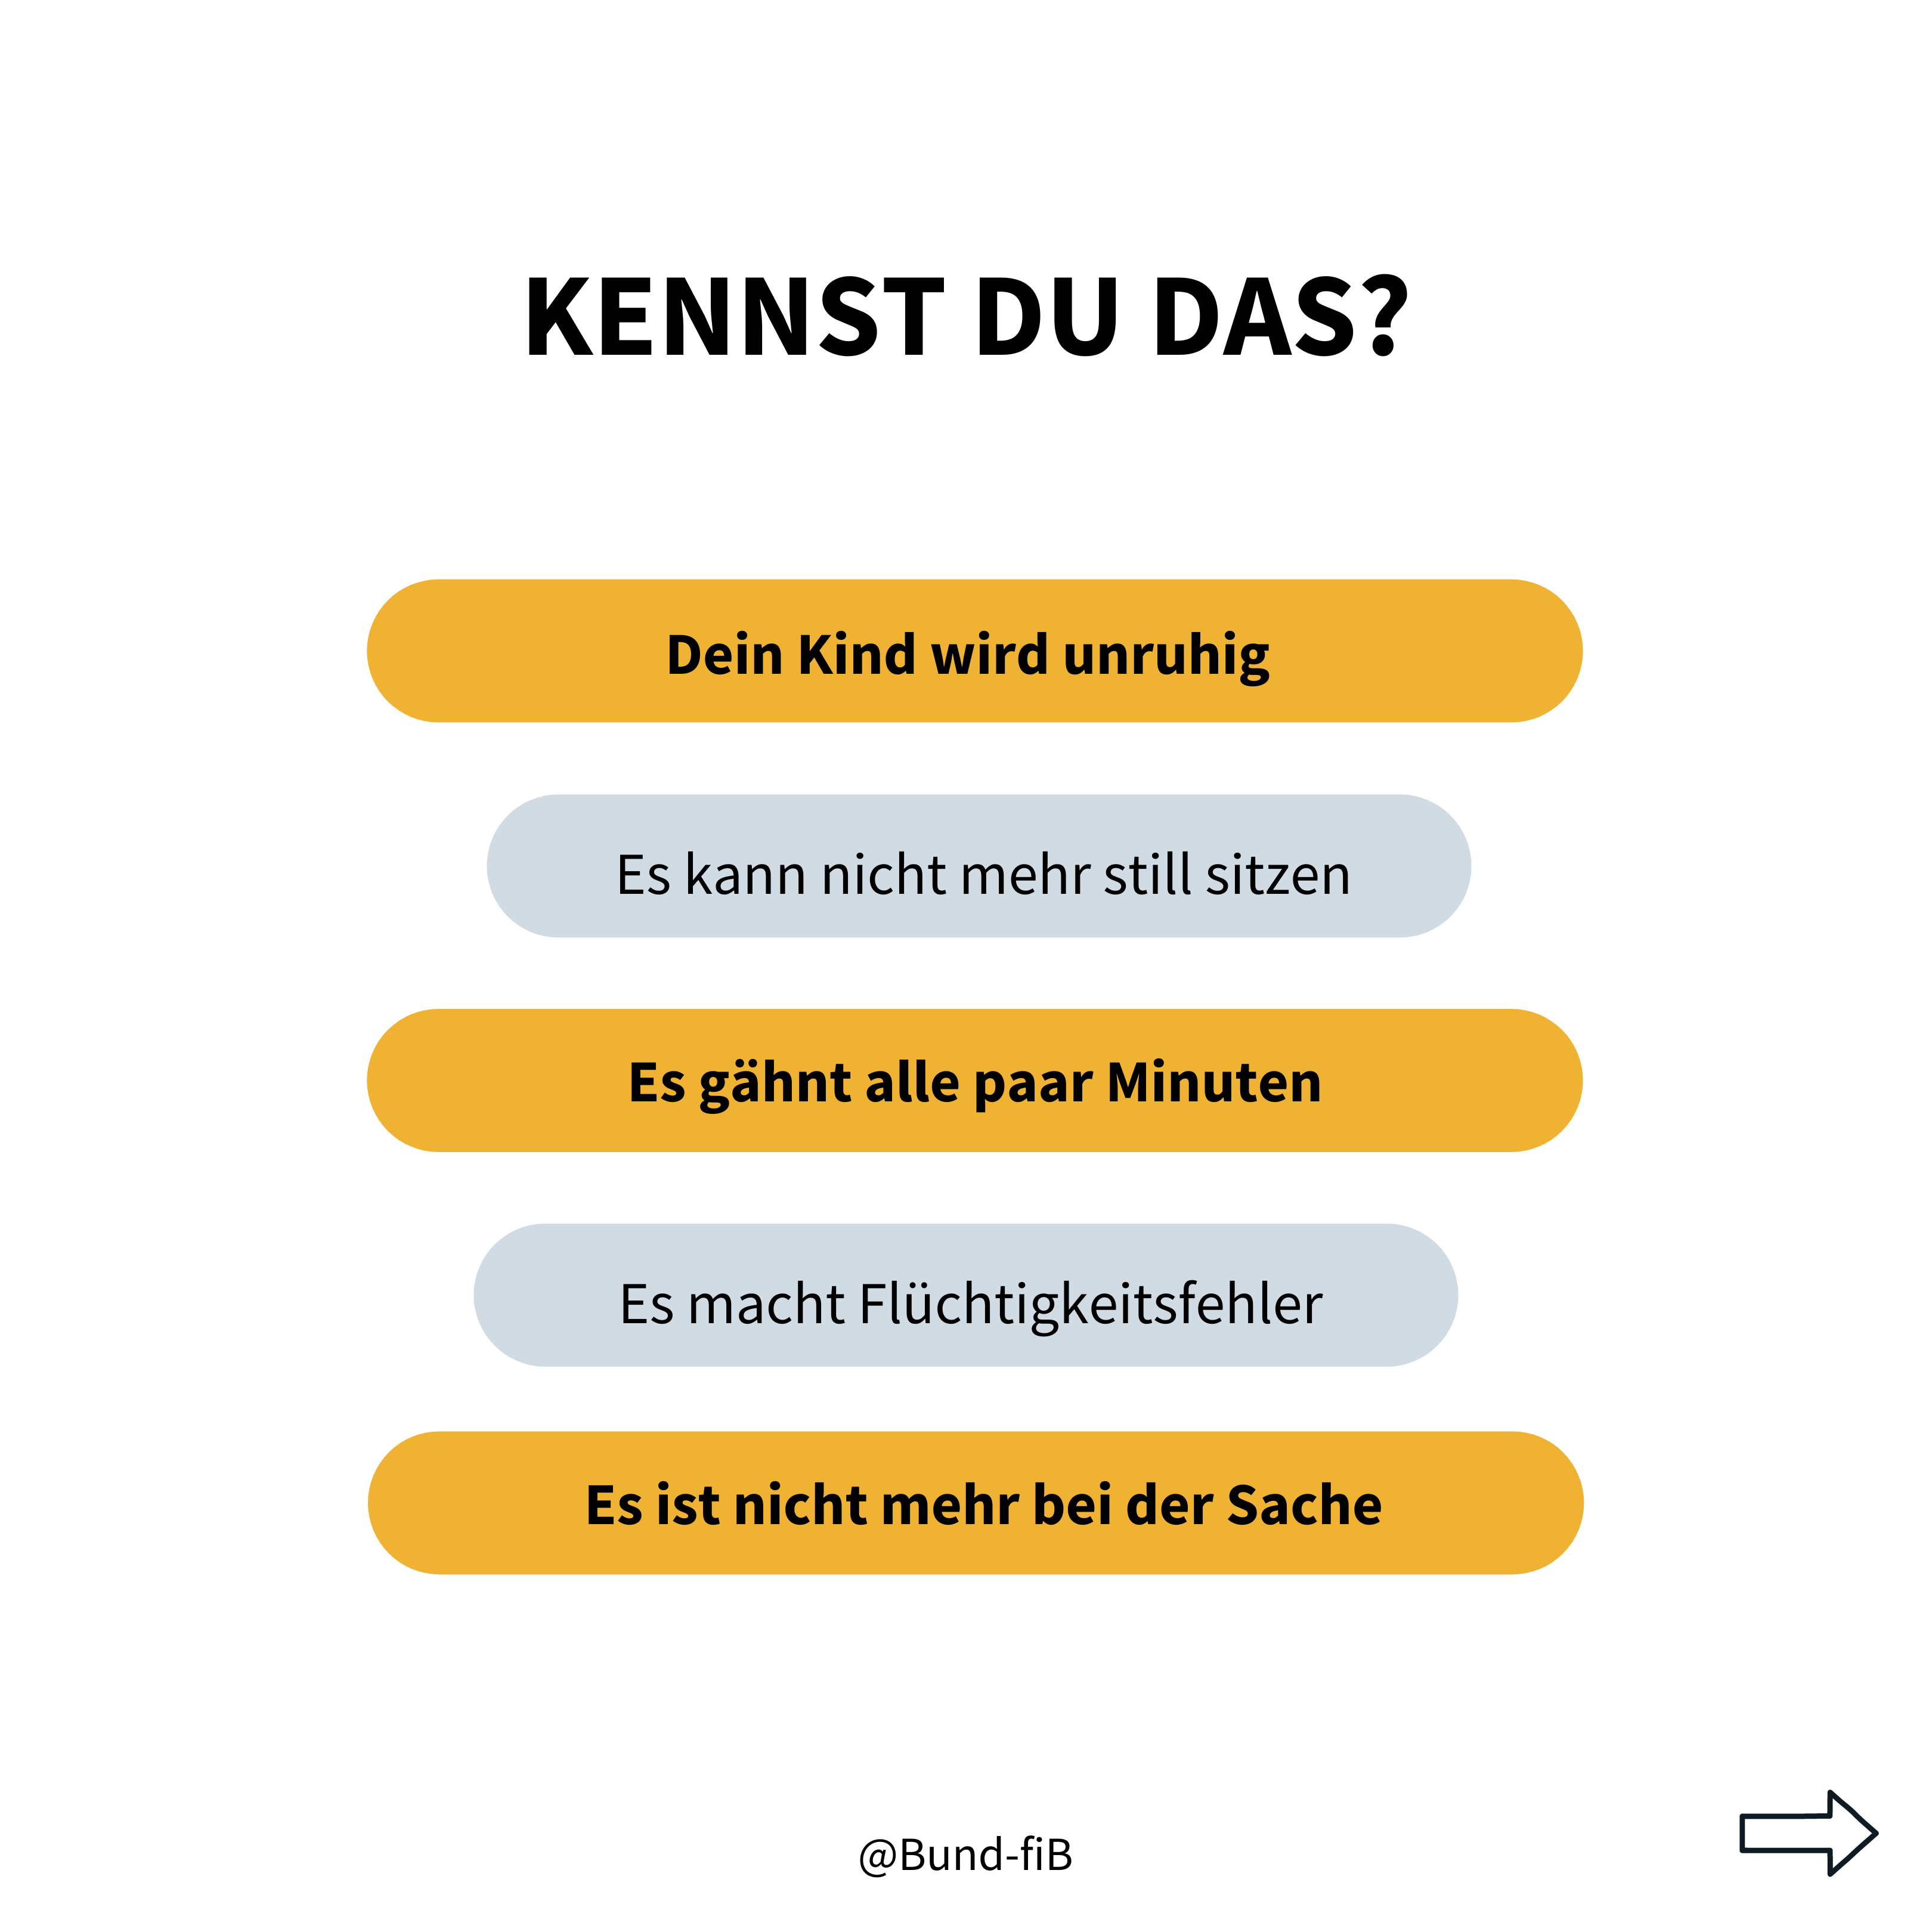 KENNST DU DAS?
Dein Kind wird unruhig
Es kann nicht mehr still sitzen
Es gähnt alle paar Minuten
Es macht Flüchtigkeitsfehler
Es ist nicht mehr bei der Sache
@Bund-fiB